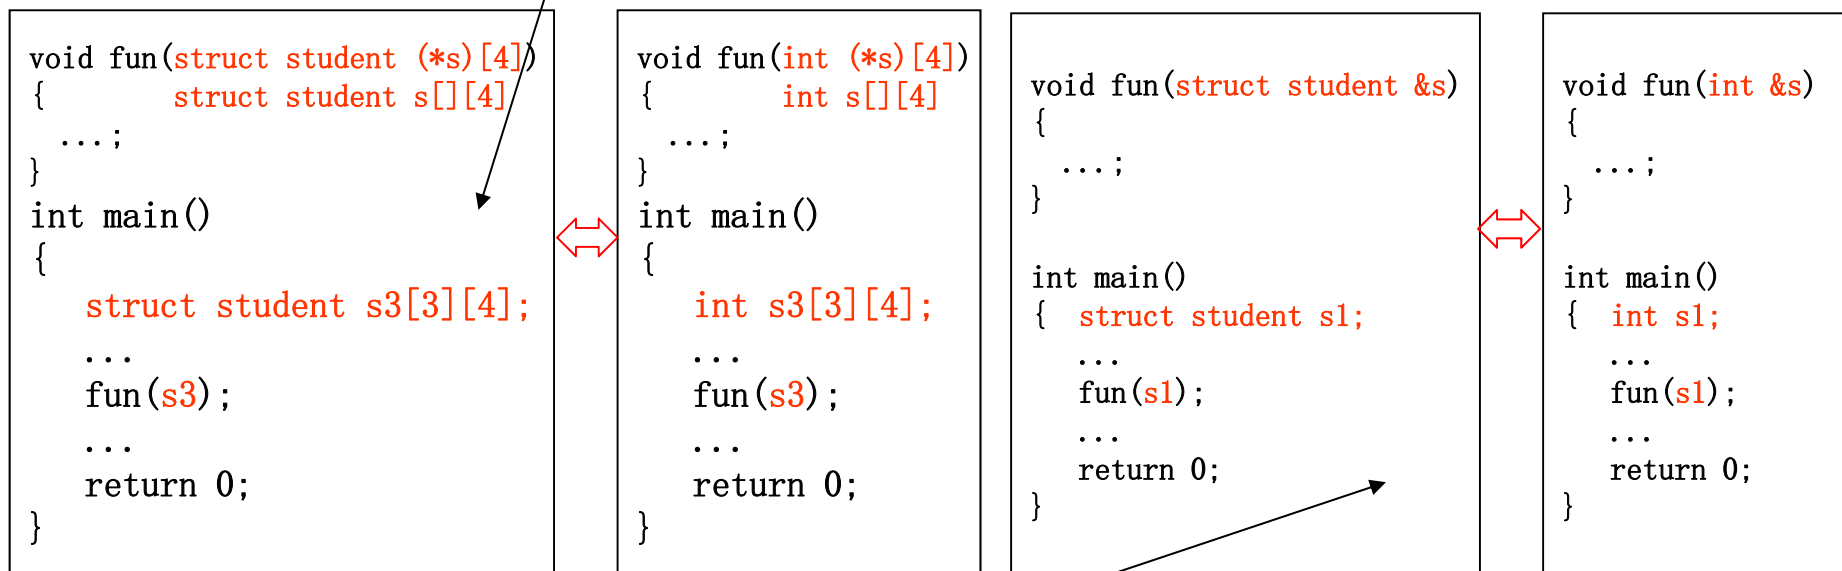 void fun(struct student (*s)[4])
{ struct student s[][4]
...;
}
int main()
{
struct student s3[3][4];
...
fun(s3);
...
return 0;
}
void fun(int (*s)[4])
{ int s[][4]
...;
}
int main()
{
int s3[3][4];
...
fun(s3);
...
return 0;
}
void fun(struct student &s)
{
...;
}
int main()
{ struct student s1;
...
fun(s1);
...
return 0;
}
void fun(int &s)
{
...;
}
int main()
{ int s1;
...
fun(s1);
...
return 0;
}